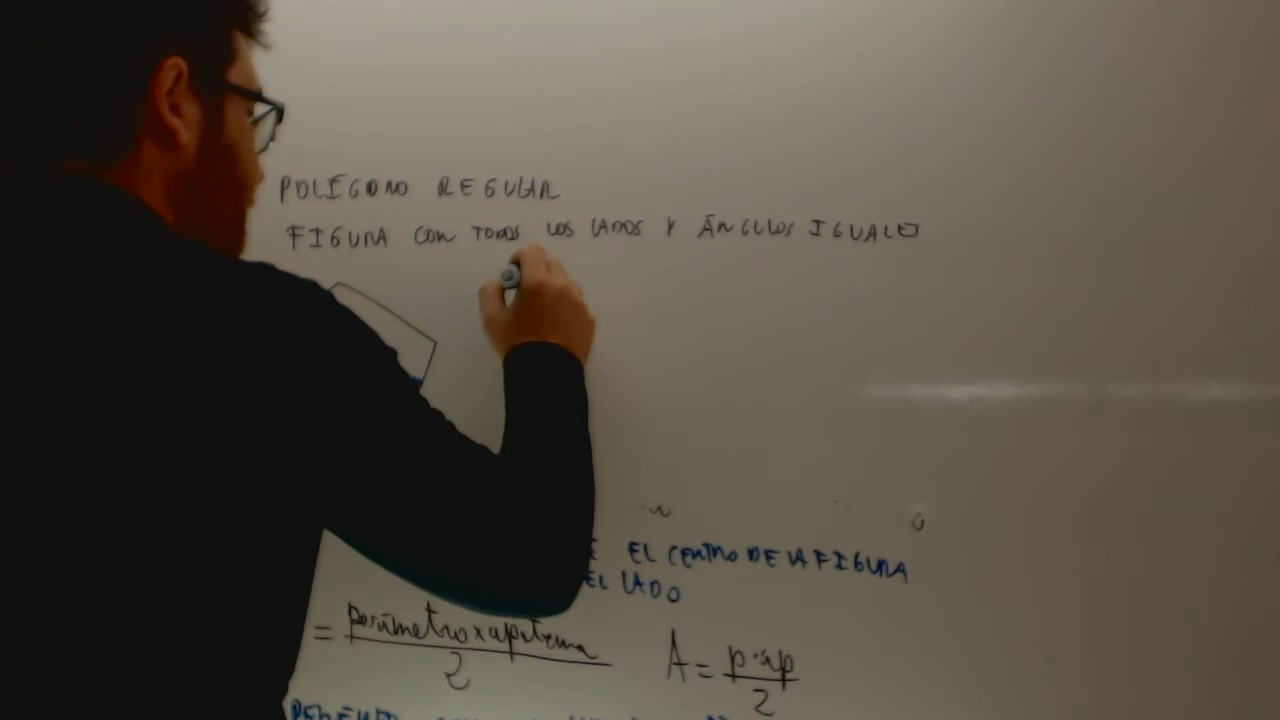 POLÍGONO REGULAR
FIGURA CON TODOS LOS LADOS Y ÁNGULOS IGUALES
EL CENTRO DE LA FIGURA
EL LADO
= perímetro x apotema / 2
A = p·ap / 2